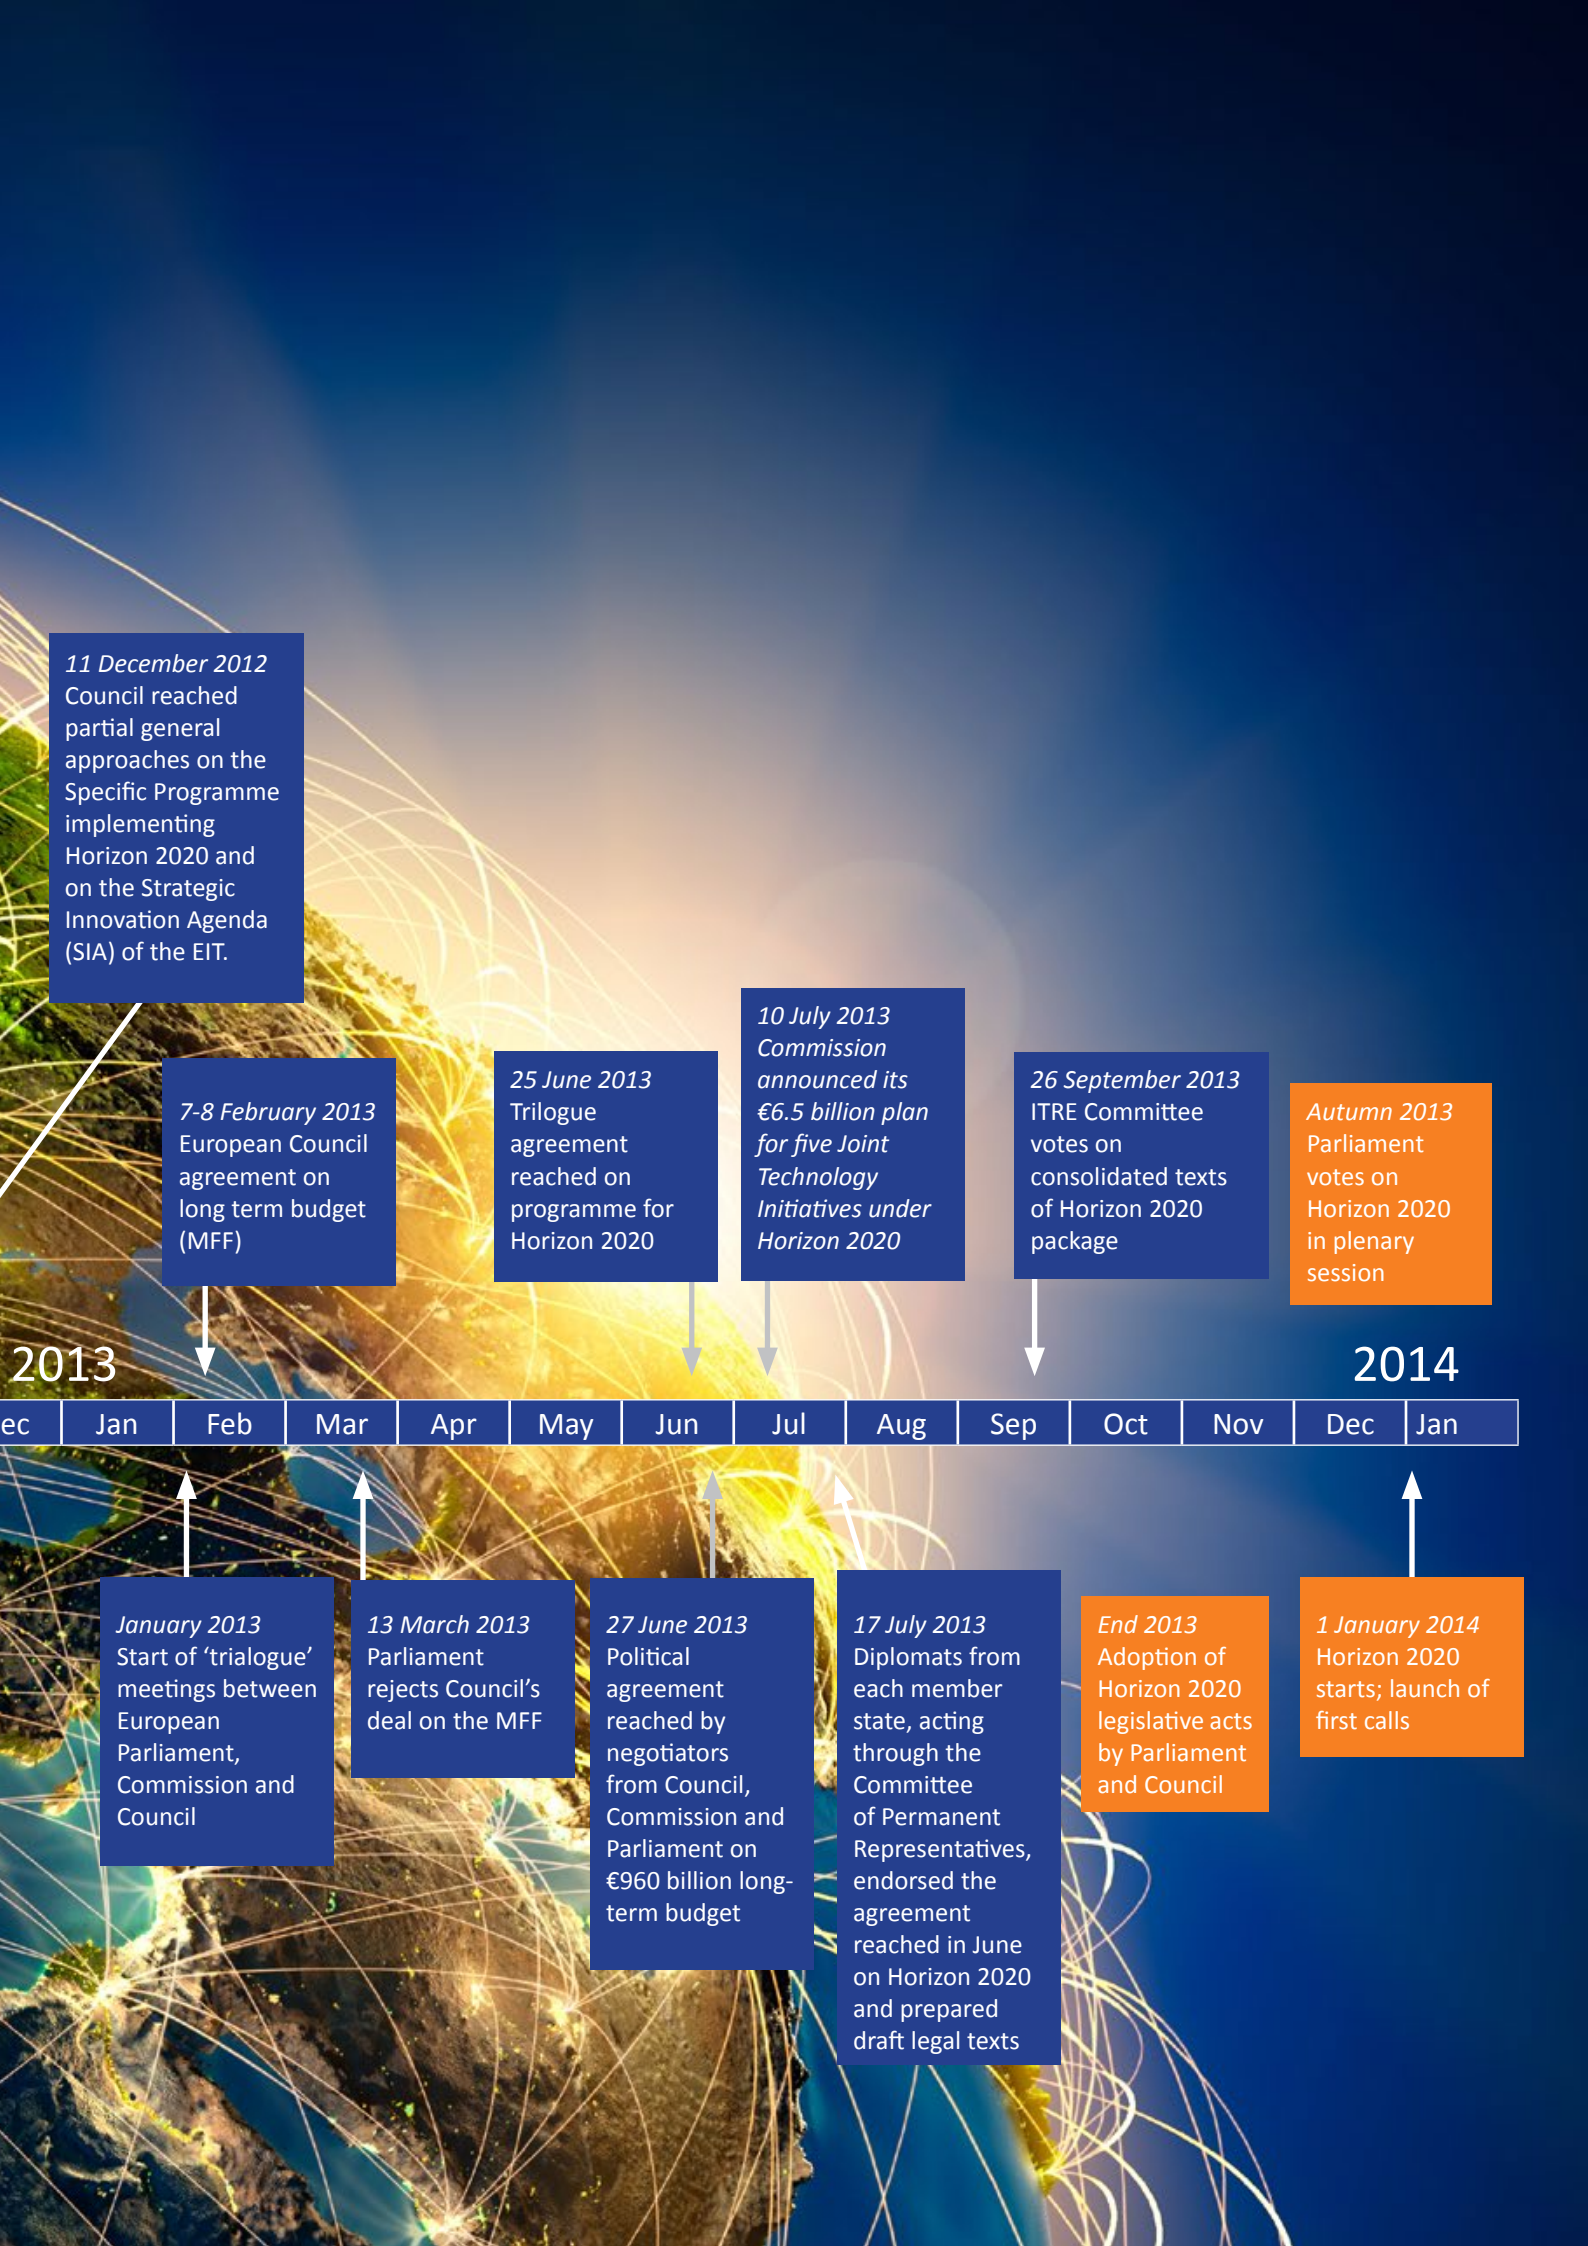 11 December 2012
Council reached
partial general
approaches on the
Specific Programme
implementing
Horizon 2020 and
on the Strategic
Innovation Agenda
(SIA) of the EIT.
7-8 February 2013
European Council
agreement on
long term budget
(MFF)
25 June 2013
Trilogue
agreement
reached on
programme for
Horizon 2020
10 July 2013
Commission
announced its
€6.5 billion plan
for five Joint
Technology
Initiatives under
Horizon 2020
26 September 2013
ITRE Committee
votes on
consolidated texts
of Horizon 2020
package
Autumn 2013
Parliament
votes on
Horizon 2020
in plenary
session
2013
2014
ec Jan Feb Mar Apr May Jun Jul Aug Sep Oct Nov Dec Jan
January 2013
Start of ‘trialogue’
meetings between
European
Parliament,
Commission and
Council
13 March 2013
Parliament
rejects Council’s
deal on the MFF
27 June 2013
Political
agreement
reached by
negotiators
from Council,
Commission and
Parliament on
€960 billion long-
term budget
17 July 2013
Diplomats from
each member
state, acting
through the
Committee
of Permanent
Representatives,
endorsed the
agreement
reached in June
on Horizon 2020
and prepared
draft legal texts
End 2013
Adoption of
Horizon 2020
legislative acts
by Parliament
and Council
1 January 2014
Horizon 2020
starts; launch of
first calls